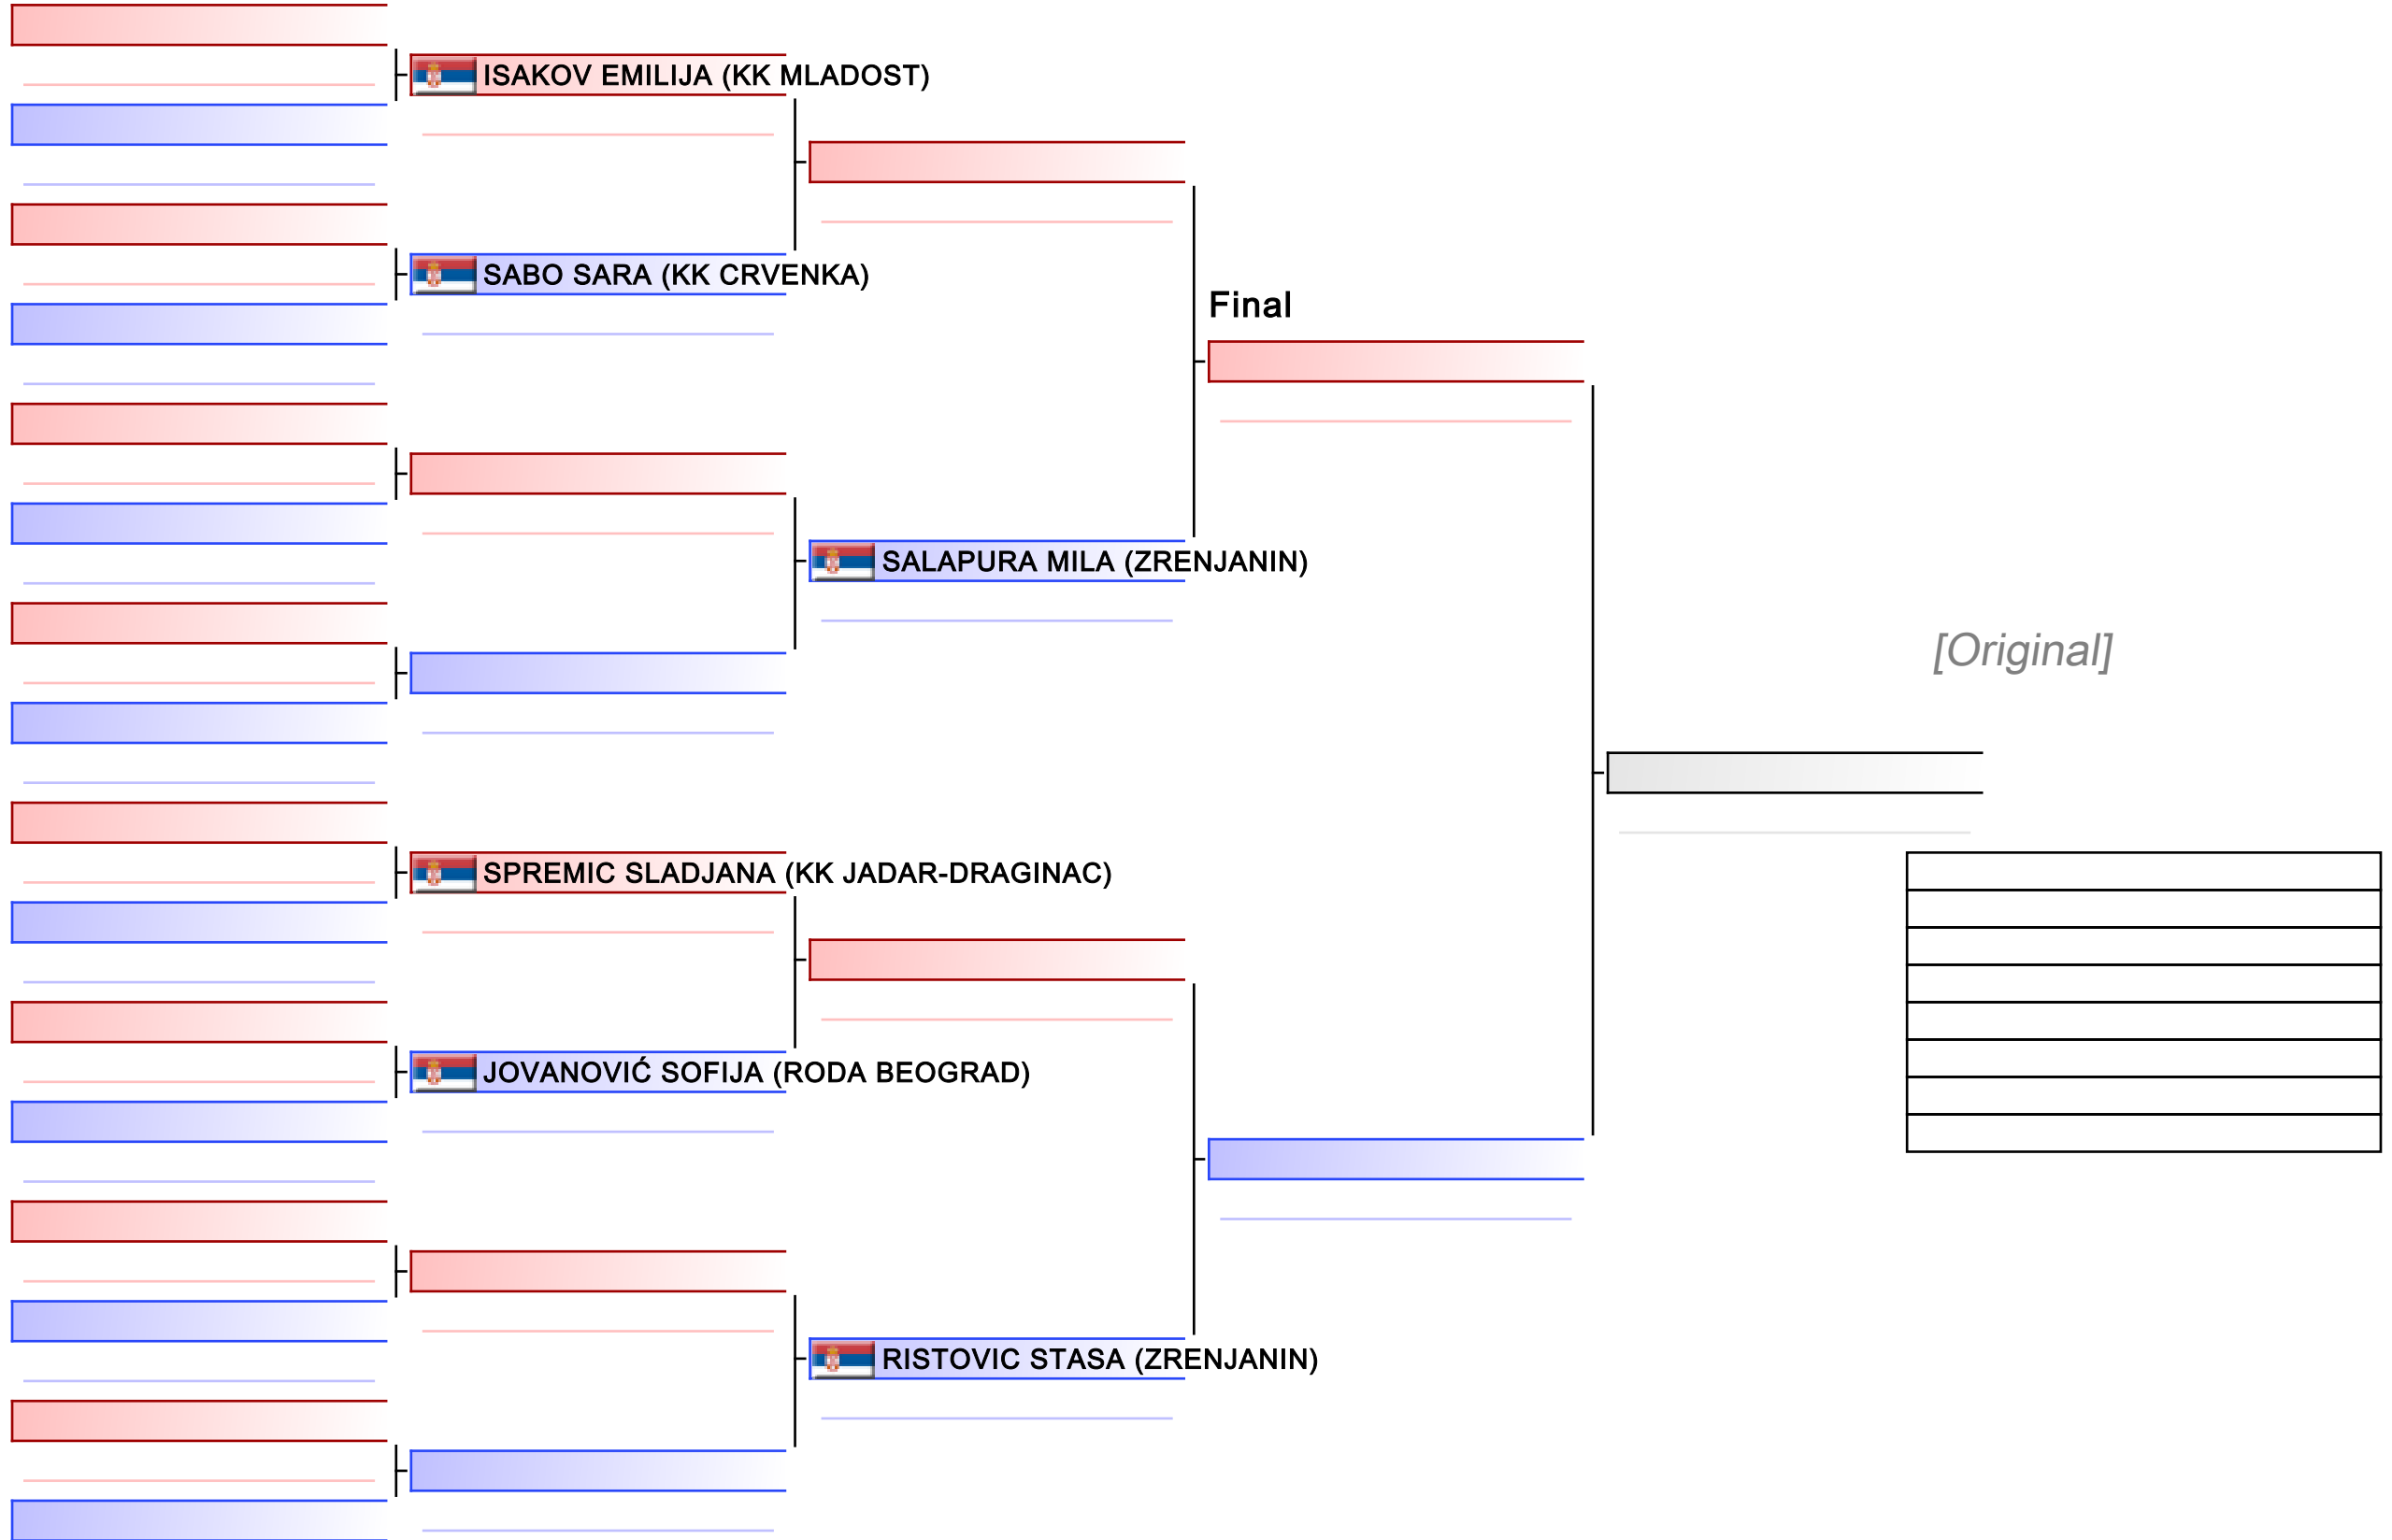 ISAKOV EMILIJA (KK MLADOST)
SABO SARA (KK CRVENKA)
Final
SALAPURA MILA (ZRENJANIN)
[Original]
SPREMIC SLADJANA (KK JADAR-DRAGINAC)
JOVANOVIĆ SOFIJA (RODA BEOGRAD)
RISTOVIC STASA (ZRENJANIN)